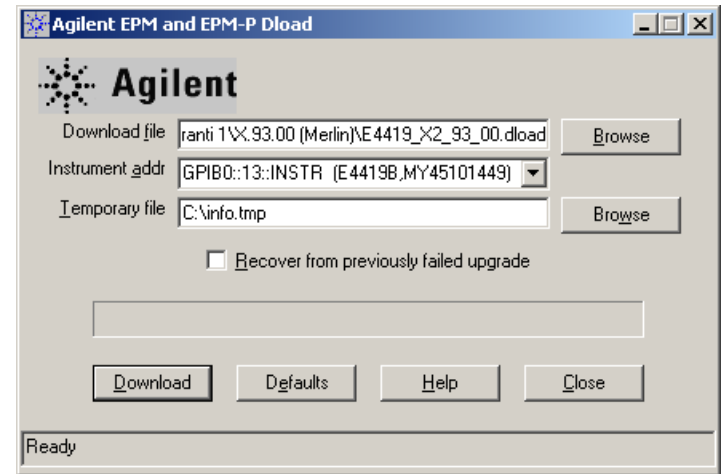 Agilent EPM and EPM-P Dload
Agilent
Download file ranti 1\X.93.00 (Merlin)\E4419_X2_93_00.dload Browse
Instrument addr GPIB0::13::INSTR (E4419B,MY45101449)
Temporary file C:\info.tmp Browse
Recover from previously failed upgrade
Download Defaults Help Close
Ready